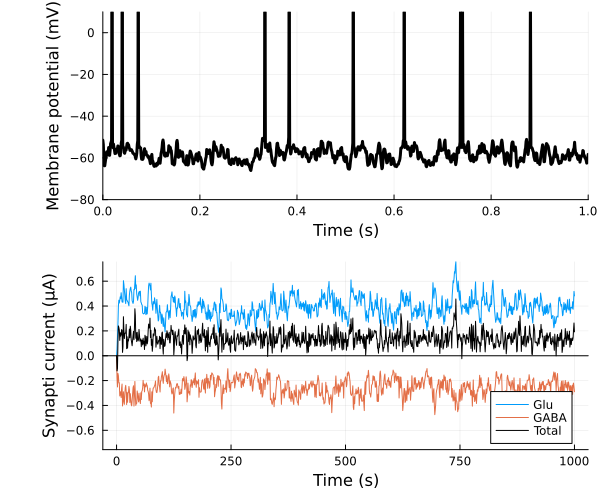 Membrane potential (mV)
0
−20
−40
−60
−80
0.0 0.2 0.4 0.6 0.8 1.0
Time (s)
Synapti current (μA)
0.6
0.4
0.2
0.0
−0.2
−0.4
−0.6
Glu
GABA
Total
0 250 500 750 1000
Time (s)